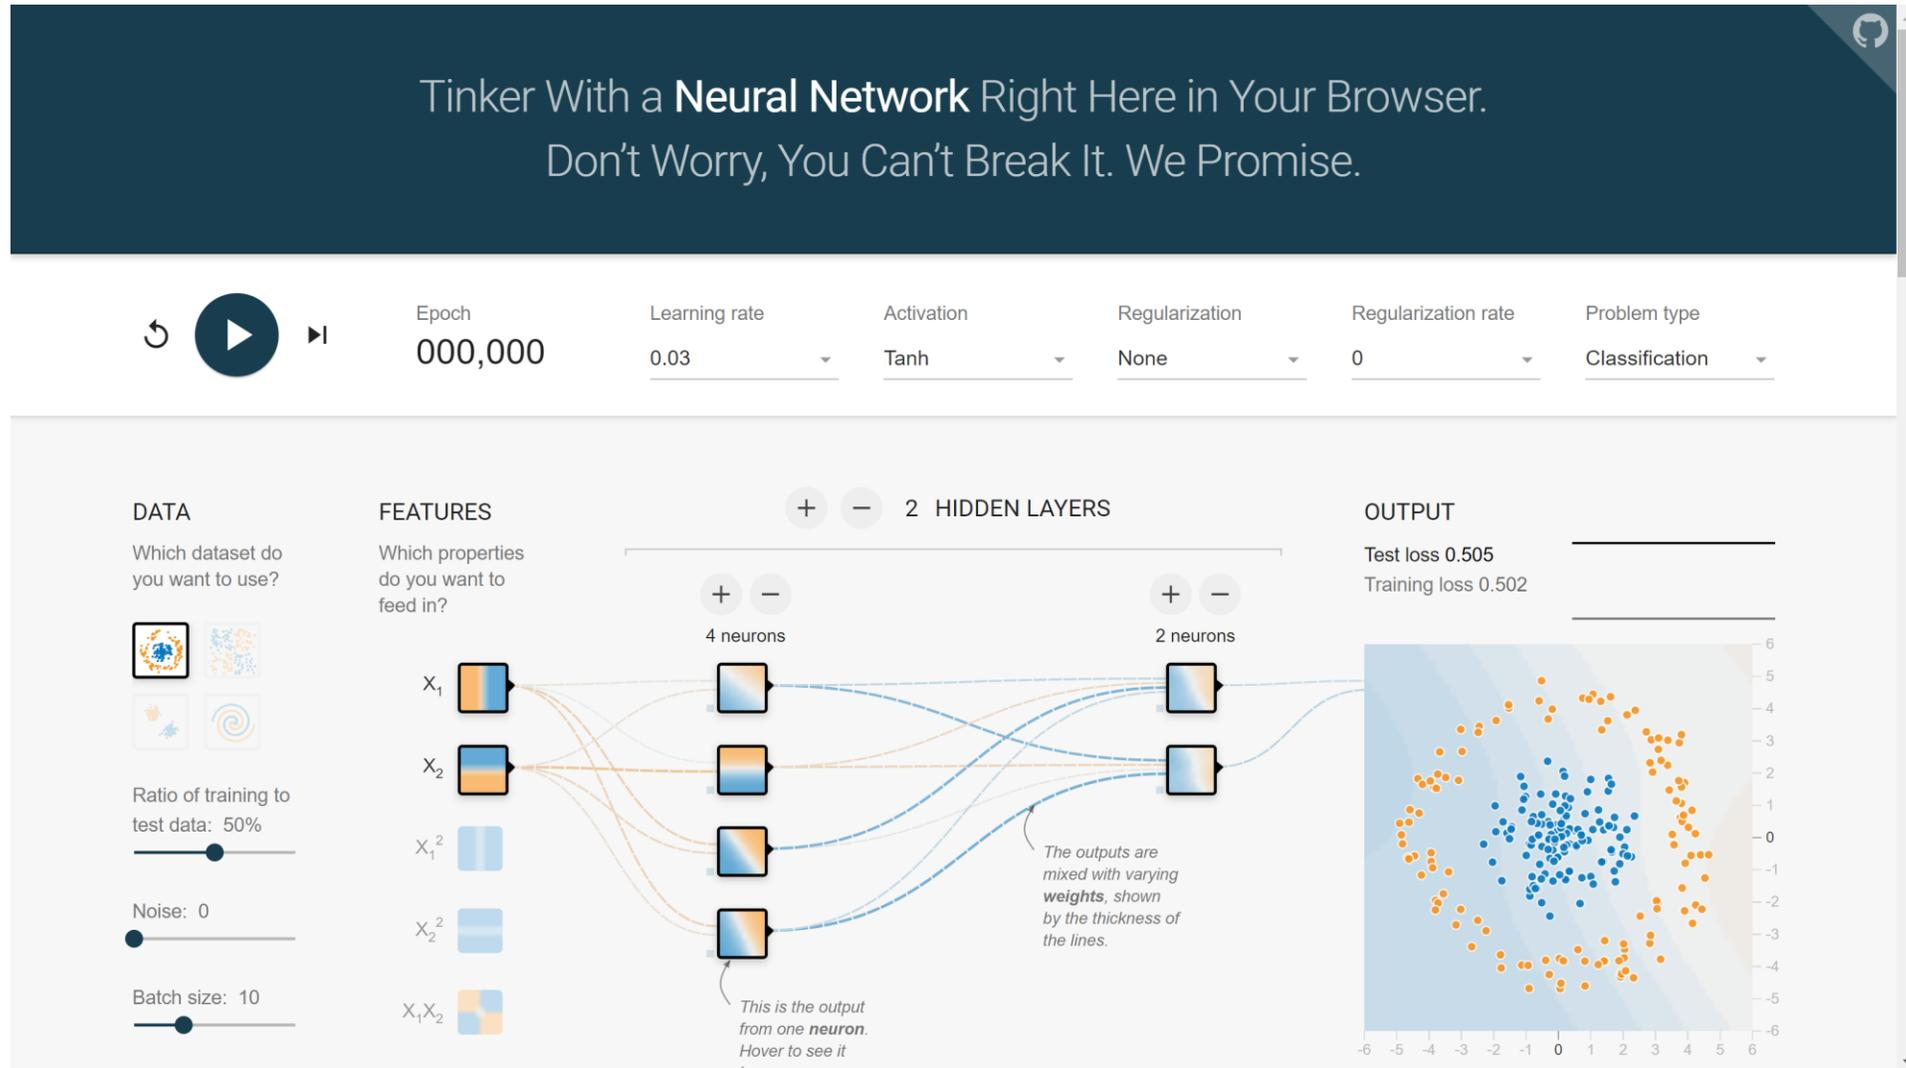 Tinker With a Neural Network Right Here in Your Browser.
Don't Worry, You Can't Break It. We Promise.
Epoch
000,000
Learning rate
0.03
Activation
Tanh
Regularization
None
Regularization rate
0
Problem type
Classification
DATA
Which dataset do
you want to use?
Ratio of training to
test data: 50%
Noise: 0
Batch size: 10
FEATURES
Which properties
do you want to
feed in?
X₁
X₂
X₁²
X₂²
X₁X₂
+ − 2 HIDDEN LAYERS
+ −
4 neurons
+ −
2 neurons
The outputs are
mixed with varying
weights, shown
by the thickness of
the lines.
This is the output
from one neuron.
Hover to see it
OUTPUT
Test loss 0.505
Training loss 0.502
6
5
4
3
2
1
0
-1
-2
-3
-4
-5
-6
-6 -5 -4 -3 -2 -1 0 1 2 3 4 5 6